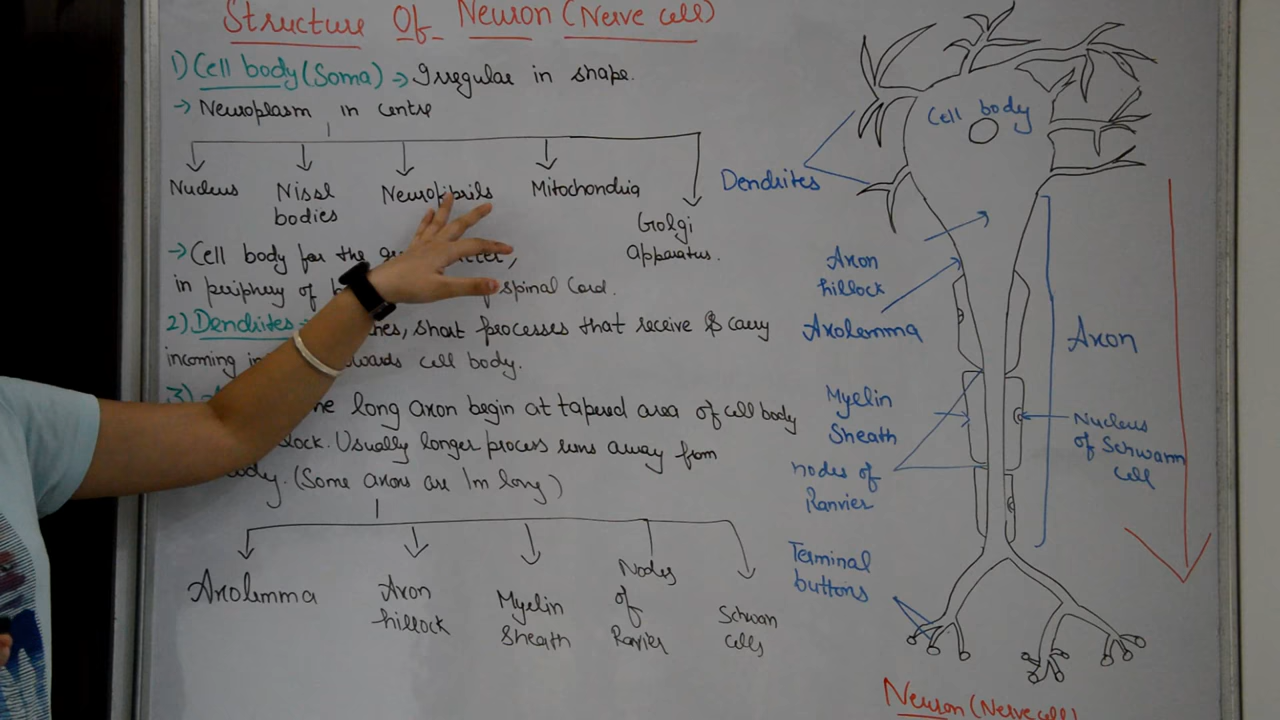 Structure Of Neuron (Nerve cell)
1) Cell body (Soma) → Irregular in shape.
→ Neuroplasm in centre
Nucleus
Nissl
bodies
Neurofibrils
Mitochondria
Golgi
apparatus.
→ Cell body for the
in periphery of spinal Cord.
2) Dendrites short processes that receive & carry
incoming towards cell body.
3)
long axon begin at tapered area of cell body
Usually longer process runs away from
body. (Some axons are 1m long)
Axolemma
Axon
hillock
Myelin
Sheath
Nodes
of
Ranvier
Schwan
cells
Cell body
Dendrites
Axon
hillock
Axolemma
Axon
Myelin
Sheath
Nucleus
of Schwann
cell
nodes of
Ranvier
Terminal
buttons
Neuron (Nerve cell)